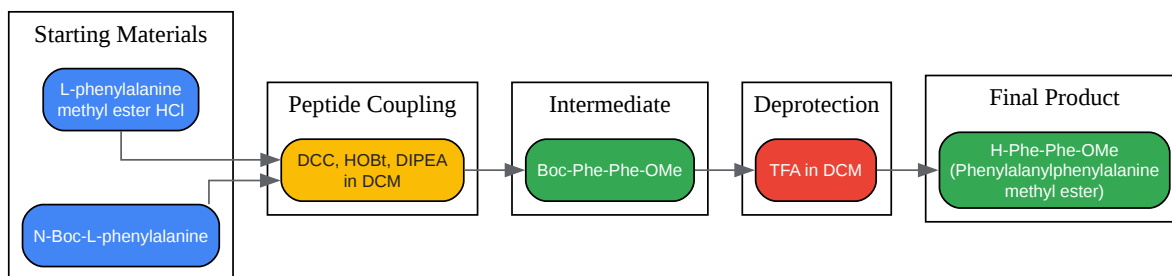 Starting Materials
L-phenylalanine
methyl ester HCl
N-Boc-L-phenylalanine
Peptide Coupling
DCC, HOBt, DIPEA
in DCM
Intermediate
Boc-Phe-Phe-OMe
Deprotection
TFA in DCM
Final Product
H-Phe-Phe-OMe
(Phenylalanylphenylalanine
methyl ester)